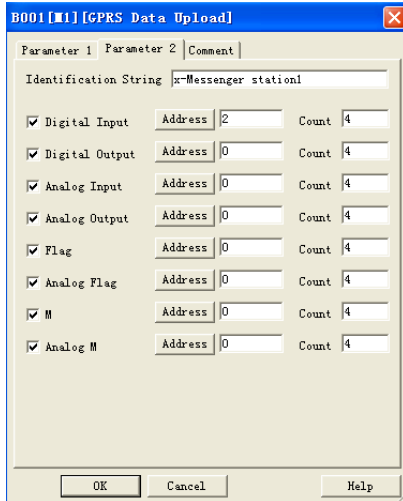 B001[M1][GPRS Data Upload]
Parameter 1 Parameter 2 Comment
Identification String x-Messenger station1
Digital Input Address 2 Count 4
Digital Output Address 0 Count 4
Analog Input Address 0 Count 4
Analog Output Address 0 Count 4
Flag Address 0 Count 4
Analog Flag Address 0 Count 4
M Address 0 Count 4
Analog M Address 0 Count 4
OK Cancel Help